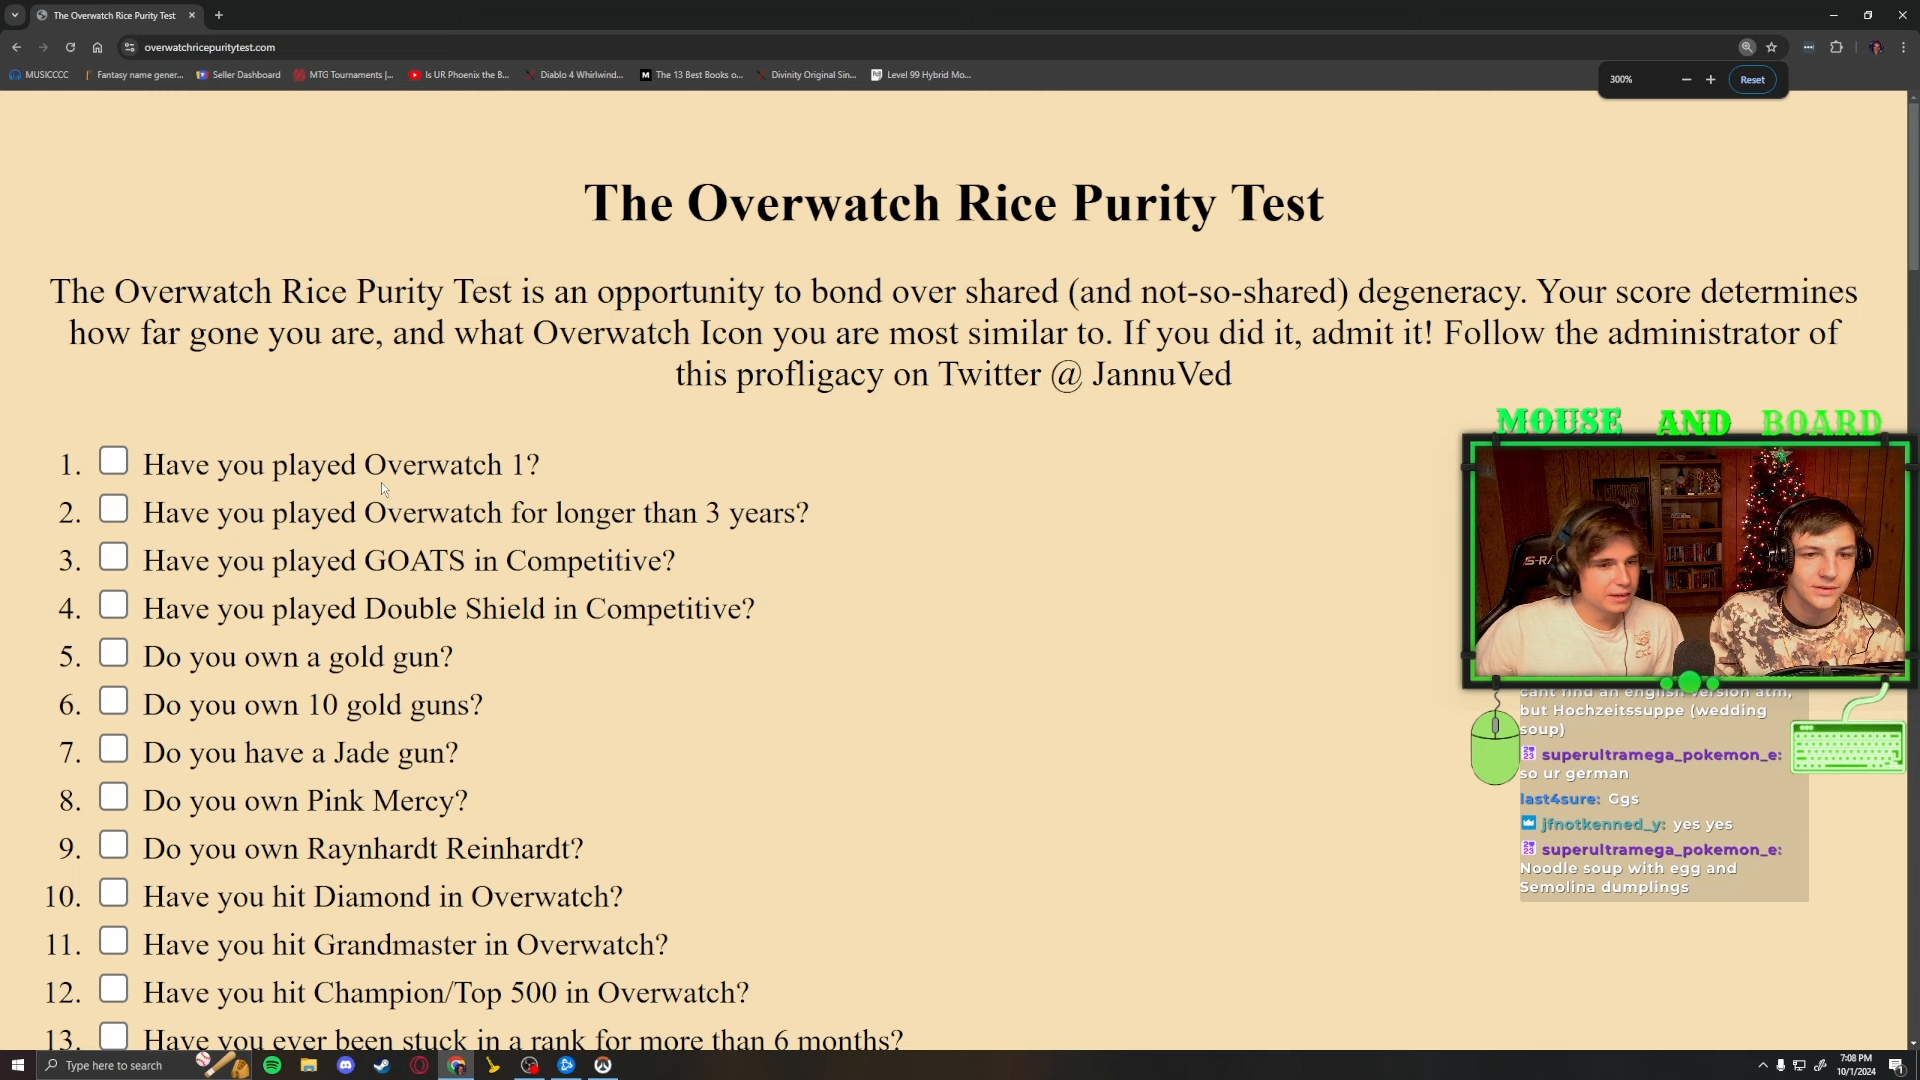 The Overwatch Rice Purity Test
overwatchricepuritytest.com
MUSICCCC
Fantasy name gener...
Seller Dashboard
MTG Tournaments |...
Is UR Phoenix the B...
Diablo 4 Whirlwind...
The 13 Best Books o...
Divinity Original Sin...
Level 99 Hybrid Mo...
300%
Reset
The Overwatch Rice Purity Test
The Overwatch Rice Purity Test is an opportunity to bond over shared (and not-so-shared) degeneracy. Your score determines
how far gone you are, and what Overwatch Icon you are most similar to. If you did it, admit it! Follow the administrator of
this profligacy on Twitter @ JannuVed
1. Have you played Overwatch 1?
2. Have you played Overwatch for longer than 3 years?
3. Have you played GOATS in Competitive?
4. Have you played Double Shield in Competitive?
5. Do you own a gold gun?
6. Do you own 10 gold guns?
7. Do you have a Jade gun?
8. Do you own Pink Mercy?
9. Do you own Raynhardt Reinhardt?
10. Have you hit Diamond in Overwatch?
11. Have you hit Grandmaster in Overwatch?
12. Have you hit Champion/Top 500 in Overwatch?
13. Have you ever been stuck in a rank for more than 6 months?
MOUSE AND BOARD
cant find an english version atm,
but Hochzeitssuppe (wedding
soup)
superultramega_pokemon_e:
so ur german
last4sure: Ggs
jfnotkenned_y: yes yes
superultramega_pokemon_e:
Noodle soup with egg and
Semolina dumplings
Type here to search
7:08 PM
10/1/2024